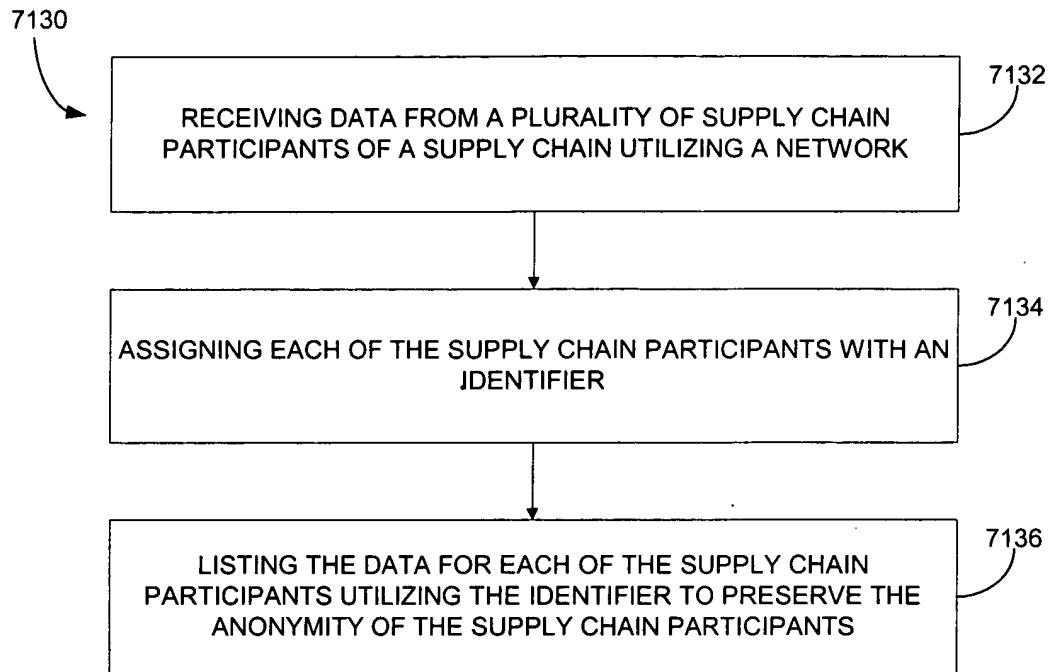 7130
7132
RECEIVING DATA FROM A PLURALITY OF SUPPLY CHAIN
PARTICIPANTS OF A SUPPLY CHAIN UTILIZING A NETWORK
7134
ASSIGNING EACH OF THE SUPPLY CHAIN PARTICIPANTS WITH AN
IDENTIFIER
7136
LISTING THE DATA FOR EACH OF THE SUPPLY CHAIN
PARTICIPANTS UTILIZING THE IDENTIFIER TO PRESERVE THE
ANONYMITY OF THE SUPPLY CHAIN PARTICIPANTS